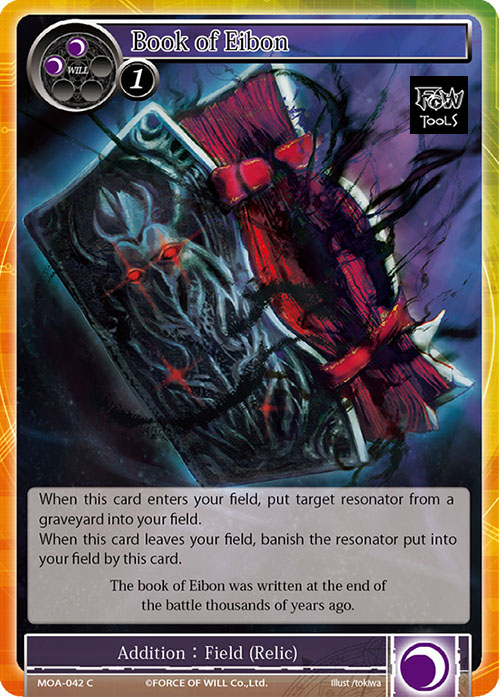 Book of Eibon
WILL
1
FOW
TOOLS
When this card enters your field, put target resonator from a
graveyard into your field.
When this card leaves your field, banish the resonator put into
your field by this card.
The book of Eibon was written at the end of
the battle thousands of years ago.
Addition : Field (Relic)
MOA-042 C ©FORCE OF WILL Co.,Ltd. Illust /tokiwa